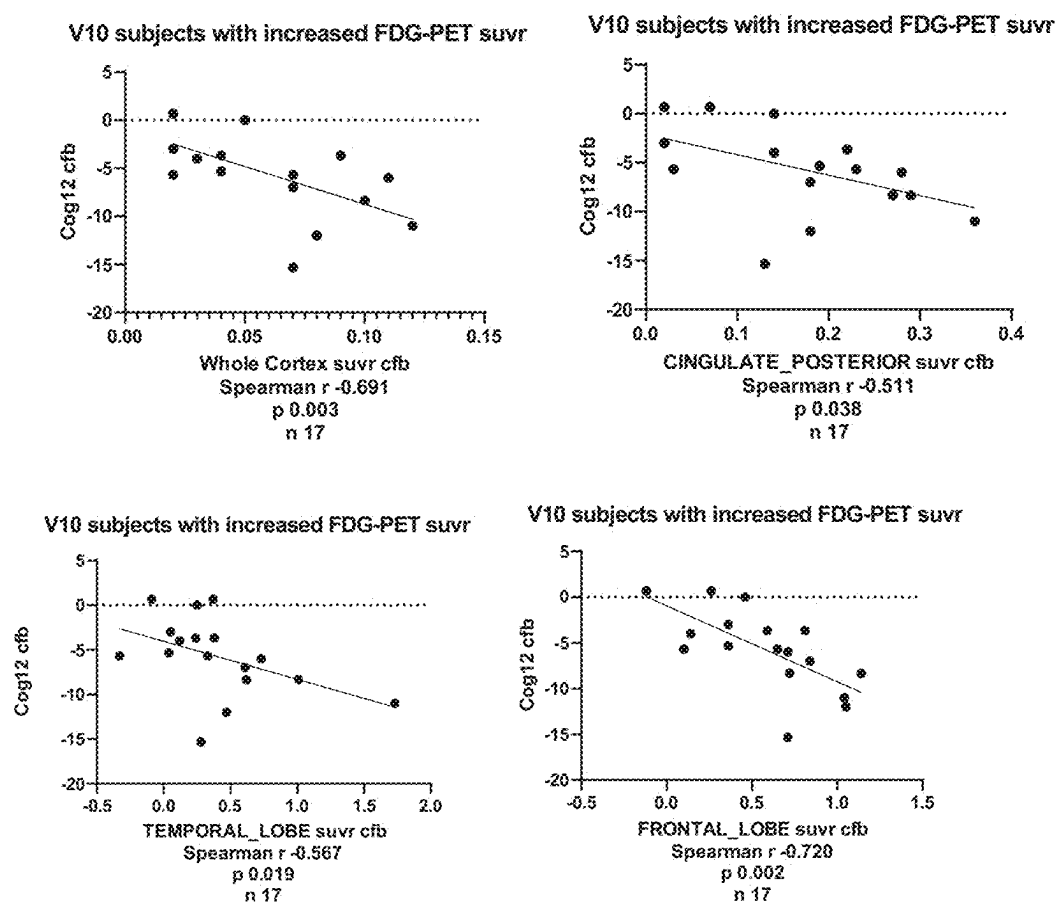 V10 subjects with increased FDG-PET suvr
5
0
-5
-10
-15
-20
Cog12 cfb
0.00 0.05 0.10 0.15
Whole Cortex suvr cfb
Spearman r -0.691
p 0.003
n 17
V10 subjects with increased FDG-PET suvr
5
0
-5
-10
-15
-20
Cog12 cfb
0.0 0.1 0.2 0.3 0.4
CINGULATE_POSTERIOR suvr cfb
Spearman r -0.511
p 0.038
n 17
V10 subjects with increased FDG-PET suvr
5
0
-5
-10
-15
-20
Cog12 cfb
-0.5 0.0 0.5 1.0 1.5 2.0
TEMPORAL_LOBE suvr cfb
Spearman r -0.567
p 0.019
n 17
V10 subjects with increased FDG-PET suvr
5
0
-5
-10
-15
-20
Cog12 cfb
-0.5 0.0 0.5 1.0 1.5
FRONTAL_LOBE suvr cfb
Spearman r -0.720
p 0.002
n 17